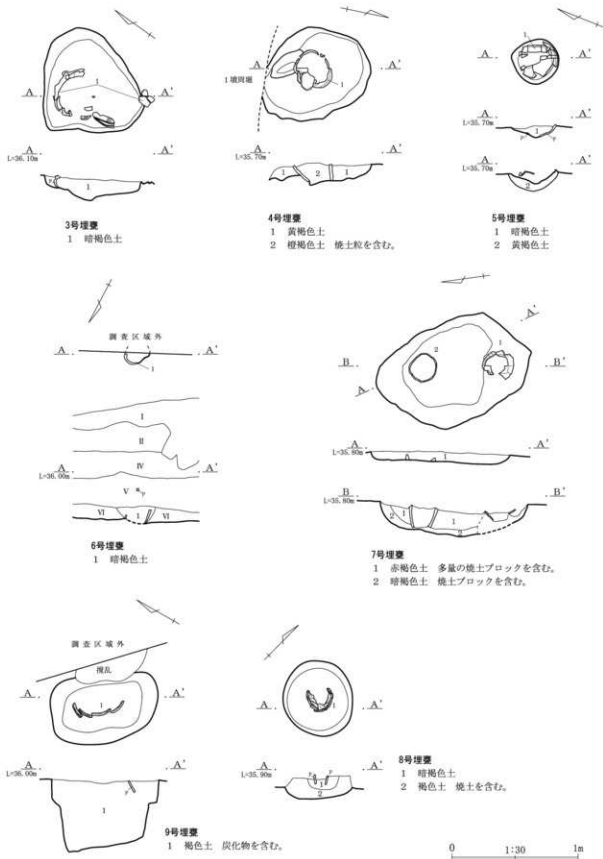 A A'
A A'
L=36.10m
1
P
1
3号埋甕
1 暗褐色土
1墳周堀
A A'
1
A A'
L=35.70m
1 2 1
4号埋甕
1 黄褐色土
2 橙褐色土 焼土粒を含む。
1
A A'
A A'
L=35.70m
P 1 P
A A'
L=35.70m
2
5号埋甕
1 暗褐色土
2 黄褐色土
調査区域外
A A'
1
I
II
IV
A A'
L=36.00m
V P
VI 1 VI
6号埋甕
1 暗褐色土
A'
2 1
B B'
A
A A'
L=35.80m
1
B B'
L=35.80m
2 1 1
2
7号埋甕
1 赤褐色土 多量の焼土ブロックを含む。
2 暗褐色土 焼土ブロックを含む。
調査区域外
撹乱
A A'
1
A A'
L=36.00m
P
1
9号埋甕
1 褐色土 炭化物を含む。
A A'
1
A A'
L=35.90m
P P
1
2
8号埋甕
1 暗褐色土
2 褐色土 焼土を含む。
0 1:30 1m